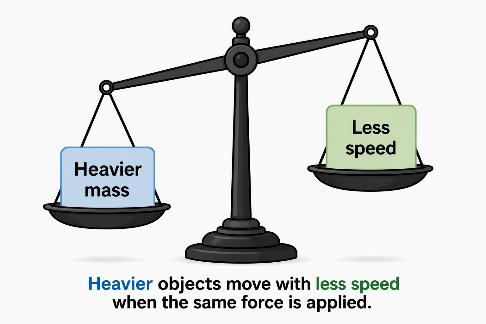 Heavier
mass
Less
speed
Heavier objects move with less speed
when the same force is applied.